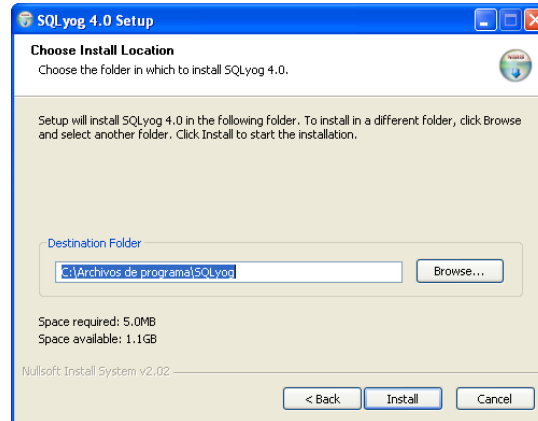 SQLyog 4.0 Setup
Choose Install Location
Choose the folder in which to install SQLyog 4.0.
Setup will install SQLyog 4.0 in the following folder. To install in a different folder, click Browse
and select another folder. Click Install to start the installation.
Destination Folder
C:\Archivos de programa\SQLyog
Browse...
Space required: 5.0MB
Space available: 1.1GB
Nullsoft Install System v2.02
< Back
Install
Cancel